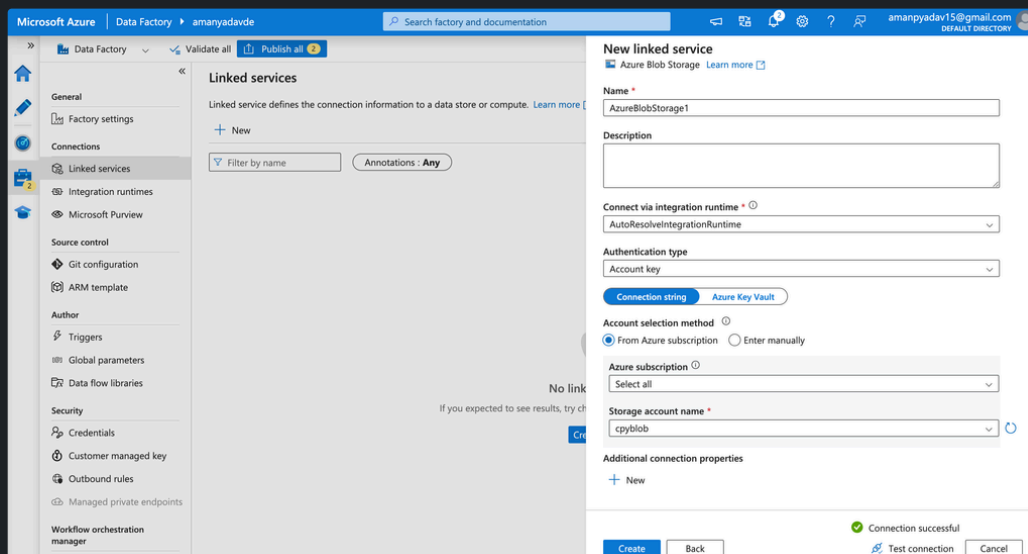 Microsoft Azure
Data Factory
amanyadavde
Search factory and documentation
2
amanpyadav15@gmail.com
DEFAULT DIRECTORY
Data Factory
Validate all
Publish all 2
General
Factory settings
Connections
Linked services
Integration runtimes
Microsoft Purview
Source control
Git configuration
ARM template
Author
Triggers
Global parameters
Data flow libraries
Security
Credentials
Customer managed key
Outbound rules
Managed private endpoints
Workflow orchestration
manager
2
Linked services
Linked service defines the connection information to a data store or compute. Learn more
New
Filter by name
Annotations : Any
No link
If you expected to see results, try ch
Cre
New linked service
Azure Blob Storage Learn more
Name *
AzureBlobStorage1
Description
Connect via integration runtime *
AutoResolveIntegrationRuntime
Authentication type
Account key
Connection string
Azure Key Vault
Account selection method
From Azure subscription
Enter manually
Azure subscription
Select all
Storage account name *
cpyblob
Additional connection properties
New
Connection successful
Create
Back
Test connection
Cancel